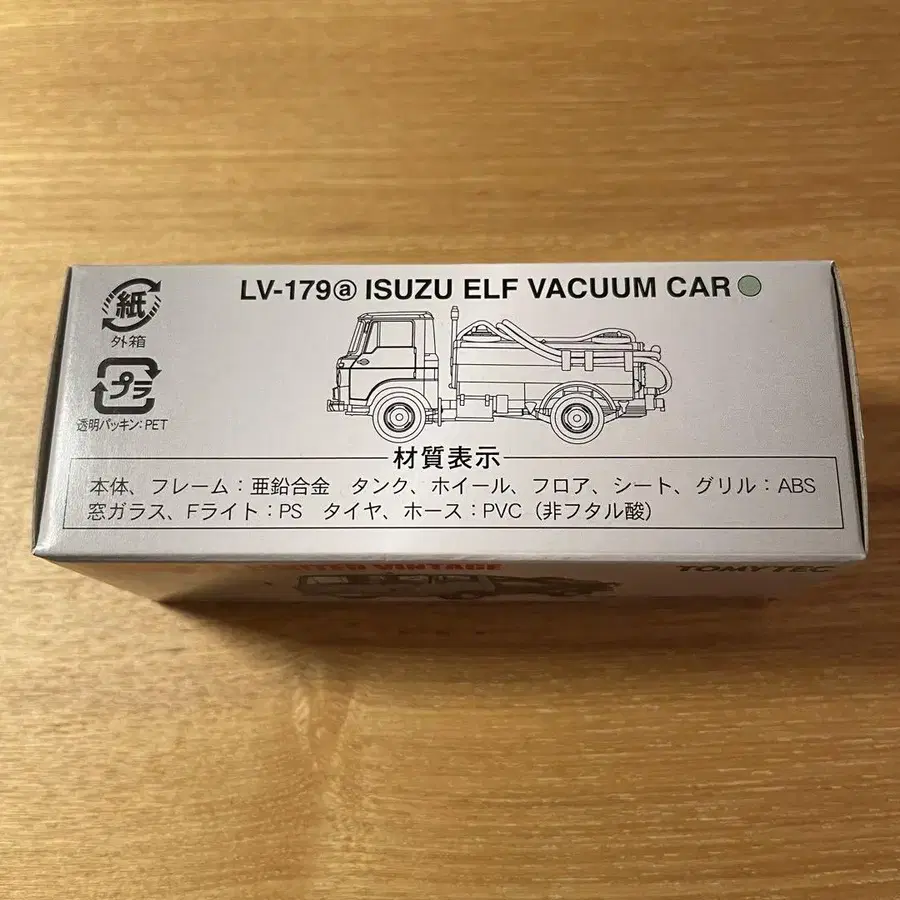 LV-179ⓐ ISUZU ELF VACUUM CAR
紙
外箱
プラ
透明パッキン：PET
材質表示
本体、フレーム：亜鉛合金　タンク、ホイール、フロア、シート、グリル：ABS
窓ガラス、Fライト：PS　タイヤ、ホース：PVC（非フタル酸）
LIMITED VINTAGE
TOMYTEC